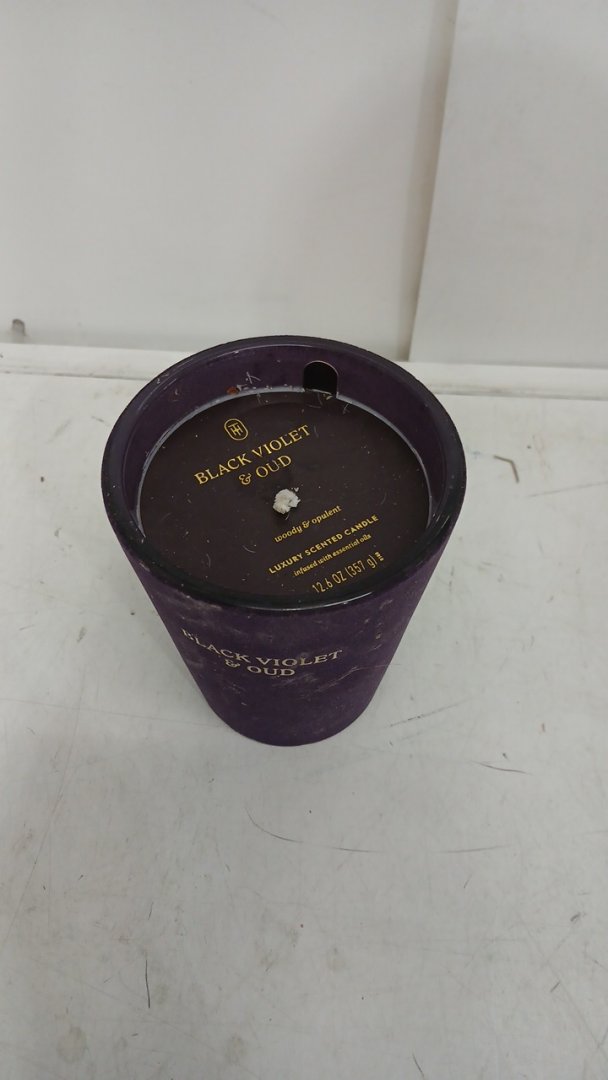 BLACK VIOLET
& OUD
woody & opulent
LUXURY SCENTED CANDLE
infused with essential oils
12.6 OZ (357 g)
BLACK VIOLET
& OUD